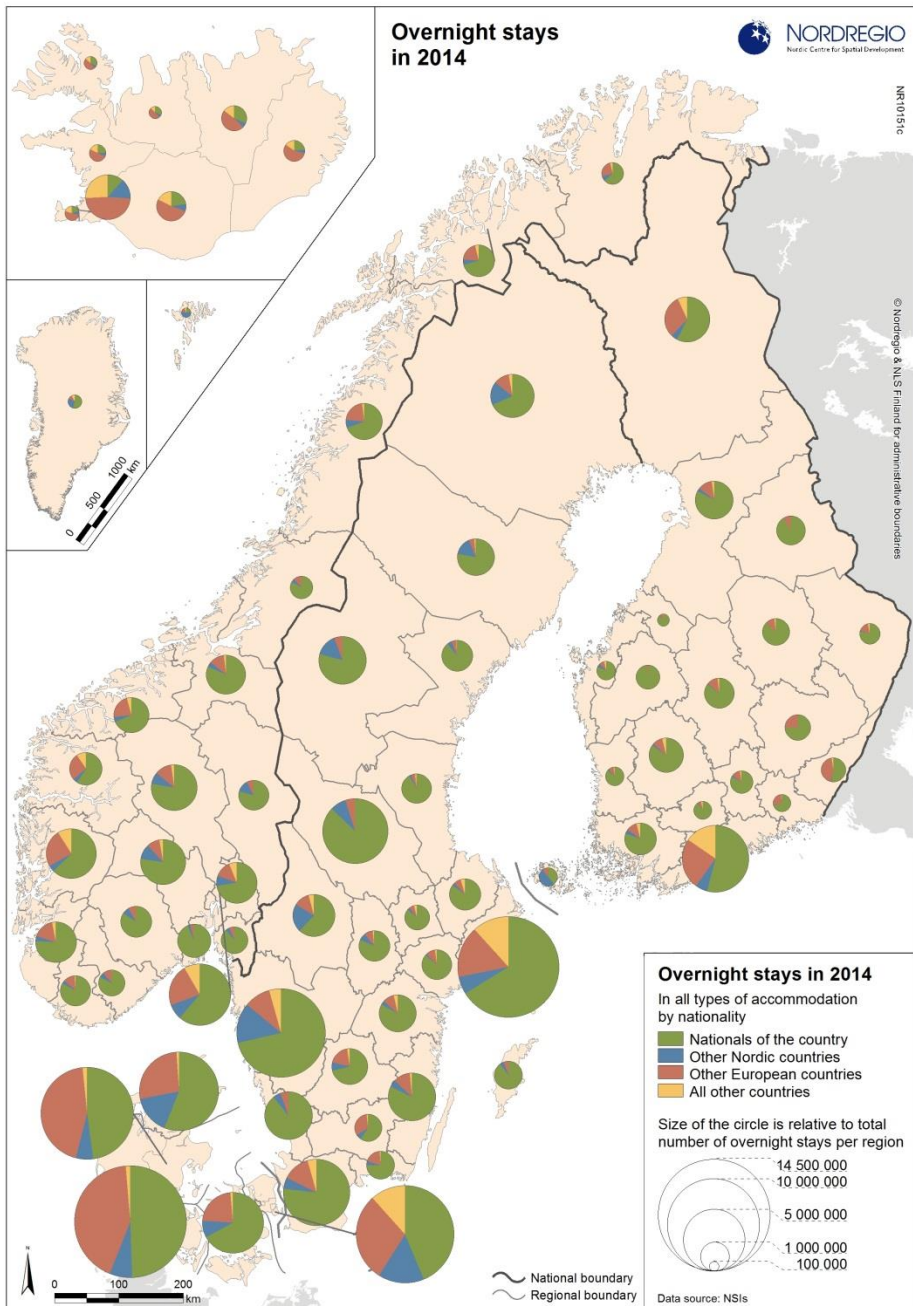 Overnight stays
in 2014
NORDREGIO
Nordic Centre for Spatial Development
NR10151c
© Nordregio & NLS Finland for administrative boundaries
0 500 1000
km
Overnight stays in 2014
In all types of accommodation
by nationality
Nationals of the country
Other Nordic countries
Other European countries
All other countries
Size of the circle is relative to total
number of overnight stays per region
14 500 000
10 000 000
5 000 000
1 000 000
100 000
Data source: NSIs
National boundary
Regional boundary
N
0 100 200
km